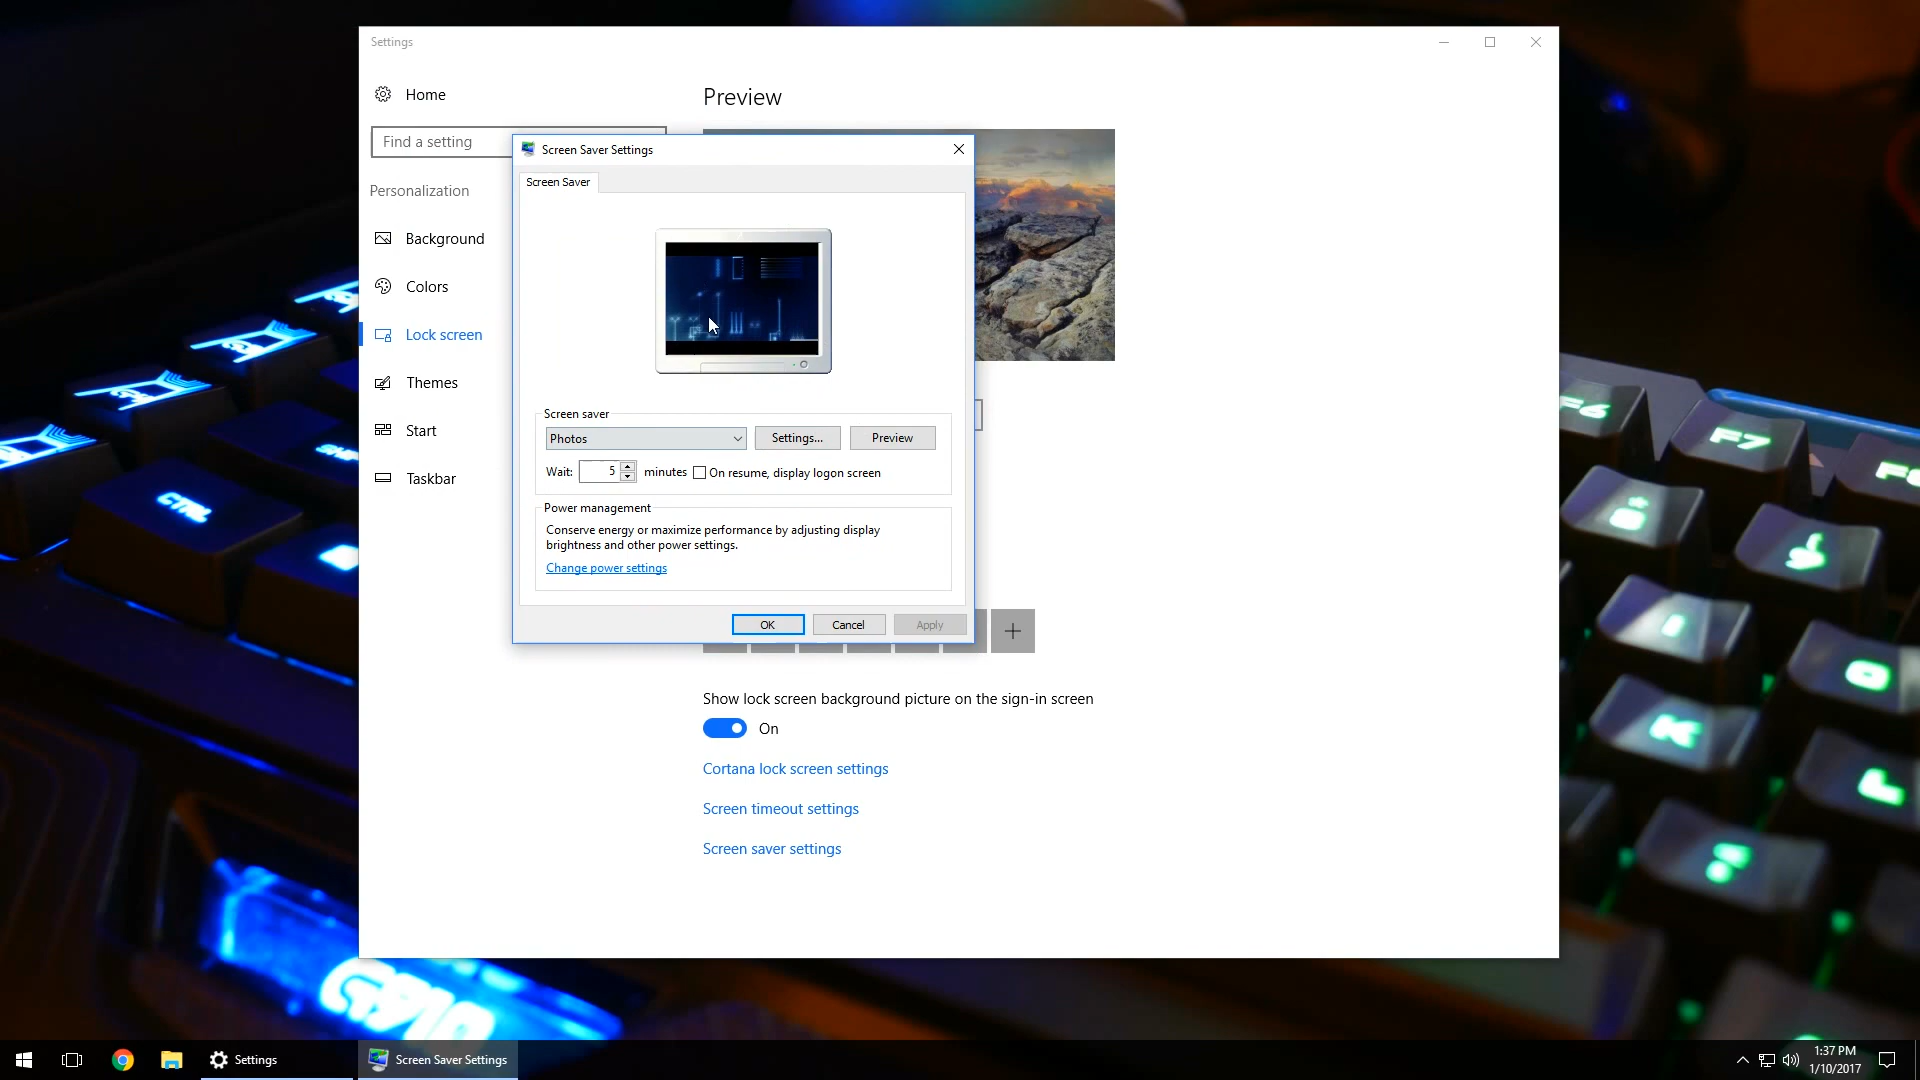 Settings
Home
Find a setting
Personalization
Background
Colors
Lock screen
Themes
Start
Taskbar
Preview
Screen Saver Settings
Screen Saver
Screen saver
Photos
Settings...
Preview
Wait: 5 minutes On resume, display logon screen
Power management
Conserve energy or maximize performance by adjusting display
brightness and other power settings.
Change power settings
OK
Cancel
Apply
Show lock screen background picture on the sign-in screen
On
Cortana lock screen settings
Screen timeout settings
Screen saver settings
CTRL
F6
F7
8
I
K
O
Settings
Screen Saver Settings
1:37 PM
1/10/2017